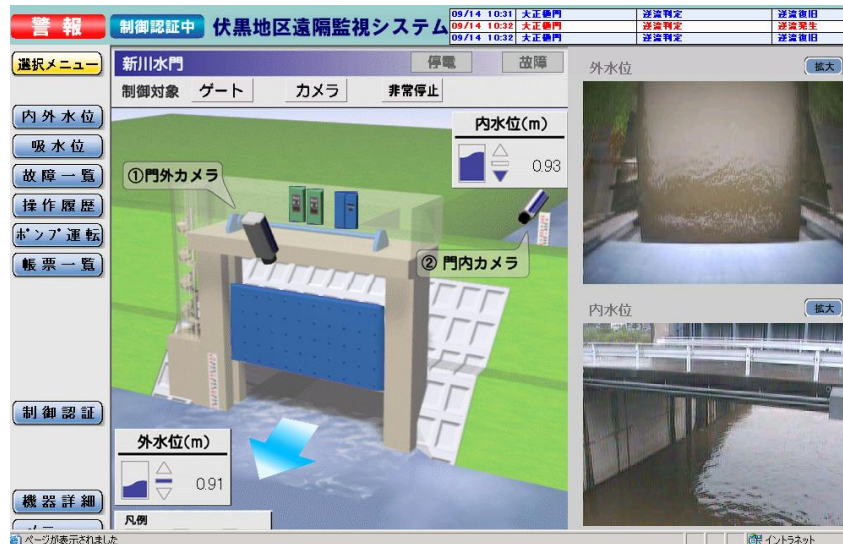 警報
制御認証中
伏黒地区遠隔監視システム
09/14 10:31 大正樋門 逆流判定 逆流復旧
09/14 10:32 大正樋門 逆流判定 逆流発生
09/14 10:32 大正樋門 逆流判定 逆流復旧
選択メニュー
新川水門
停電
故障
制御対象
ゲート
カメラ
非常停止
内外水位
吸水位
故障一覧
操作履歴
ポンプ運転
帳票一覧
制御認証
機器詳細
内水位(m)
0.93
①門外カメラ
②門内カメラ
外水位(m)
0.91
凡例
外水位
拡大
内水位
拡大
ページが表示されました
イントラネット